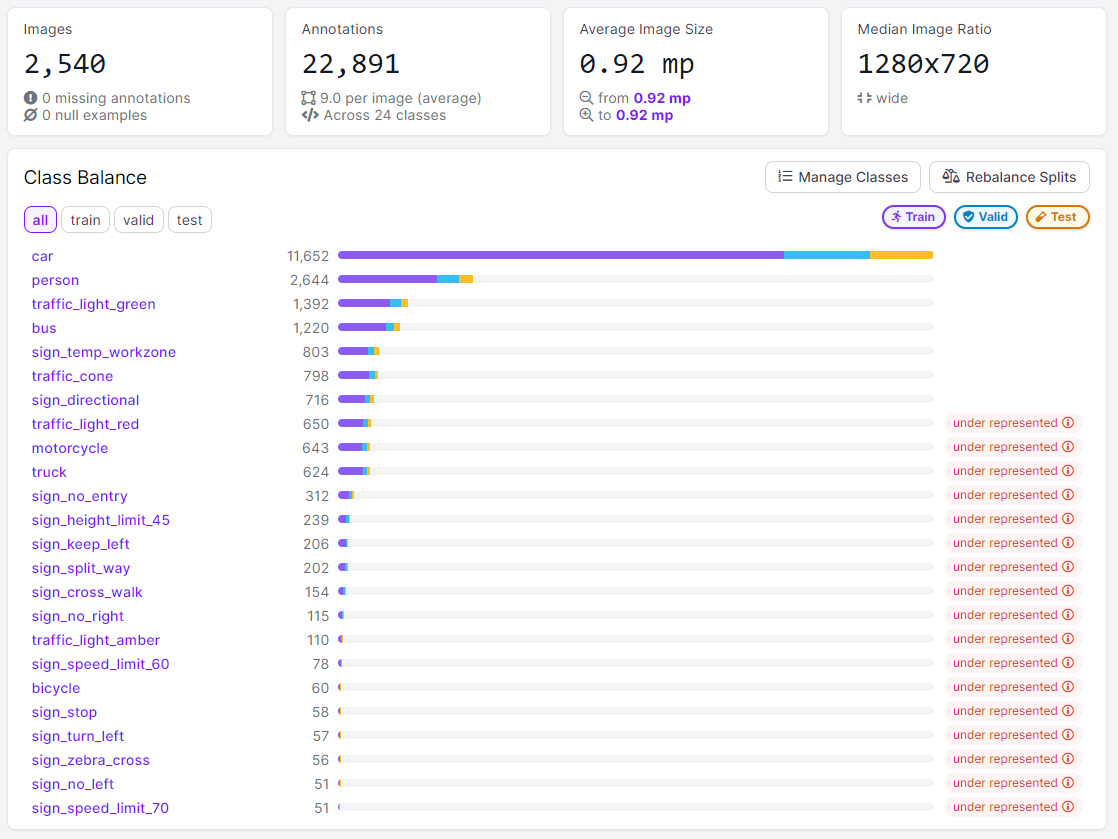 Images
2,540
0 missing annotations
0 null examples
Annotations
22,891
9.0 per image (average)
Across 24 classes
Average Image Size
0.92 mp
from 0.92 mp
to 0.92 mp
Median Image Ratio
1280x720
wide
Class Balance
Manage Classes
Rebalance Splits
all train valid test
Train Valid Test
car 11,652
person 2,644
traffic_light_green 1,392
bus 1,220
sign_temp_workzone 803
traffic_cone 798
sign_directional 716
traffic_light_red 650 under represented
motorcycle 643 under represented
truck 624 under represented
sign_no_entry 312 under represented
sign_height_limit_45 239 under represented
sign_keep_left 206 under represented
sign_split_way 202 under represented
sign_cross_walk 154 under represented
sign_no_right 115 under represented
traffic_light_amber 110 under represented
sign_speed_limit_60 78 under represented
bicycle 60 under represented
sign_stop 58 under represented
sign_turn_left 57 under represented
sign_zebra_cross 56 under represented
sign_no_left 51 under represented
sign_speed_limit_70 51 under represented